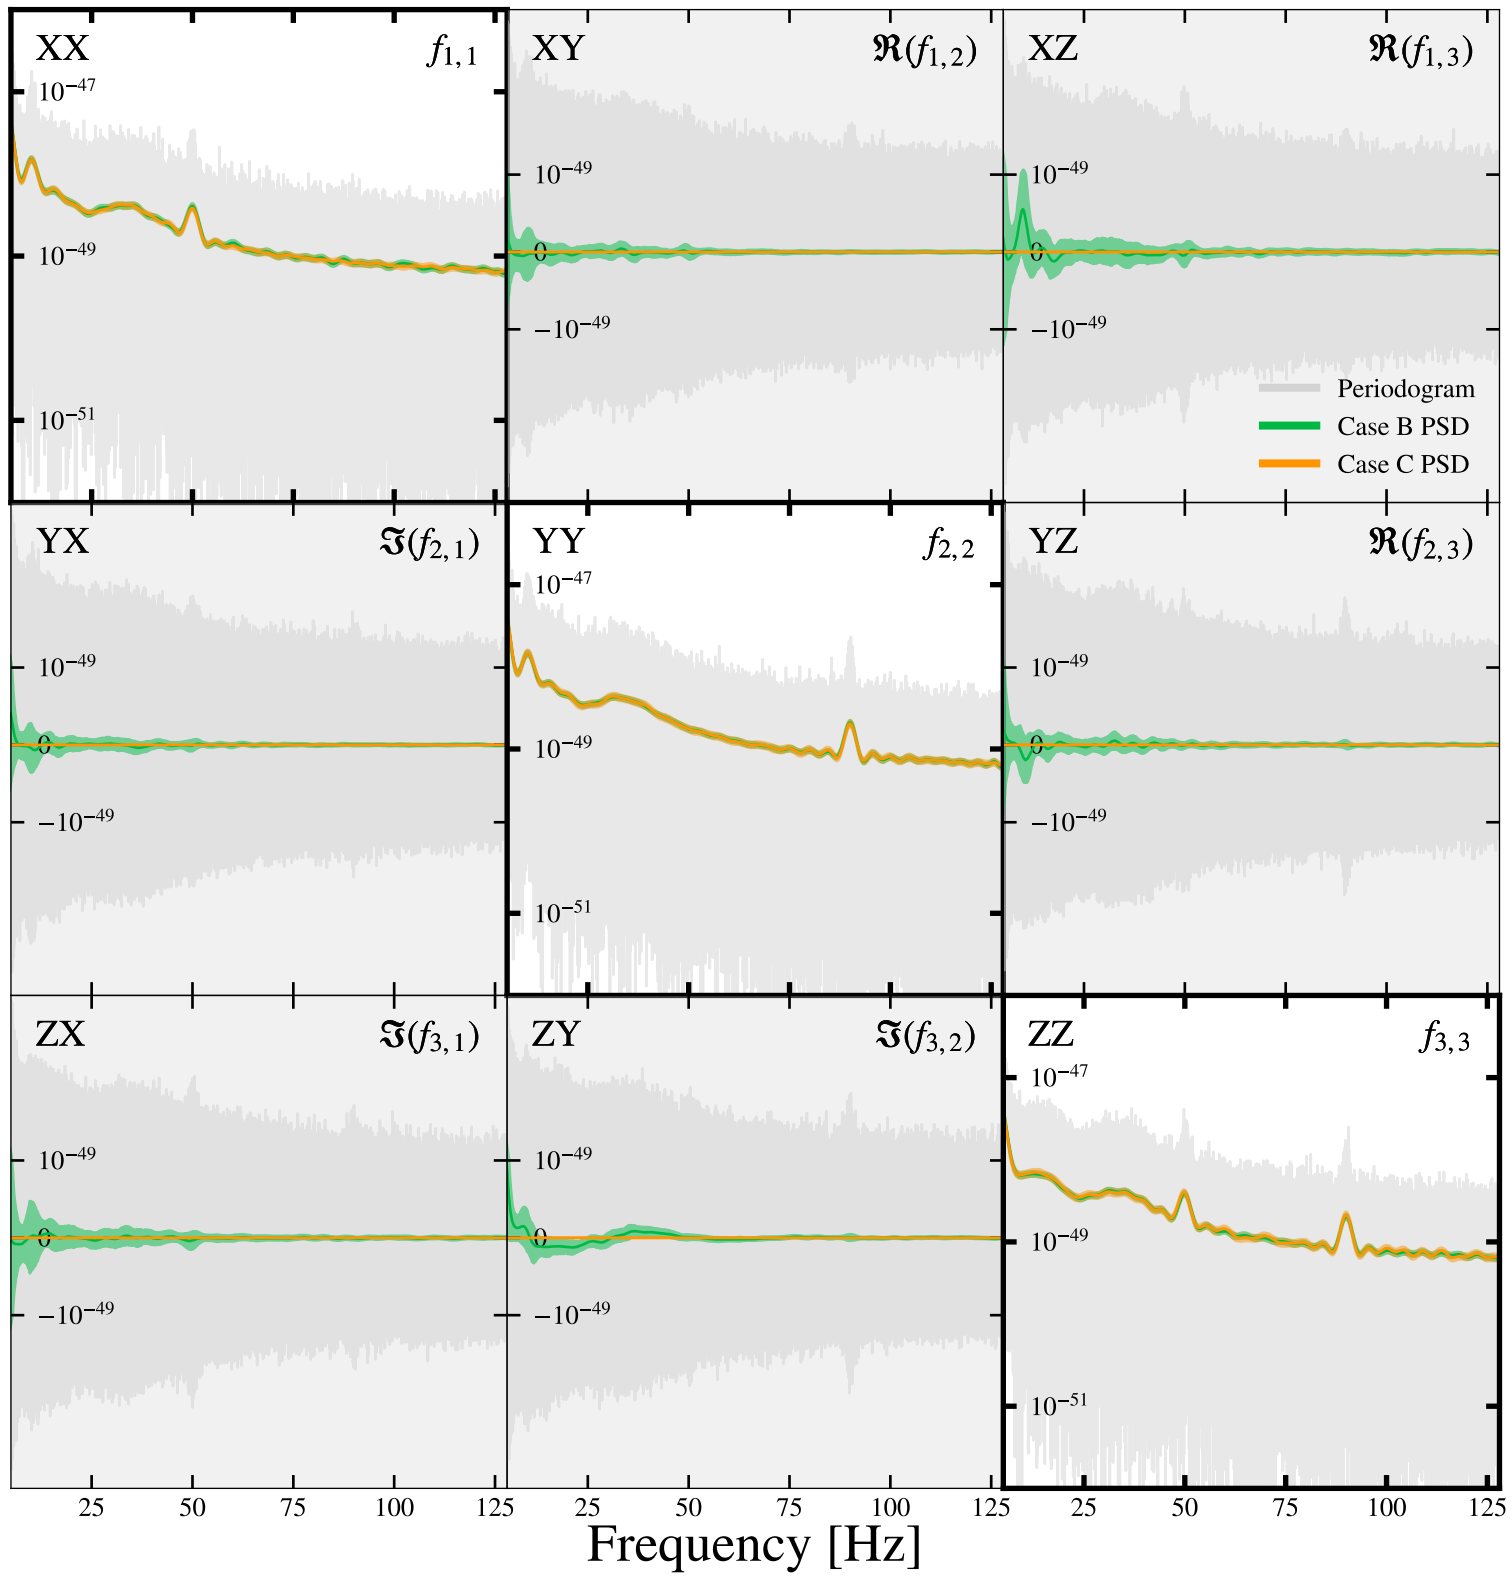 XX f₁,₁
10⁻⁴⁷
10⁻⁴⁹
10⁻⁵¹
XY ℜ(f₁,₂)
10⁻⁴⁹
0
−10⁻⁴⁹
XZ ℜ(f₁,₃)
10⁻⁴⁹
0
−10⁻⁴⁹
Periodogram
Case B PSD
Case C PSD
YX ℑ(f₂,₁)
10⁻⁴⁹
0
−10⁻⁴⁹
YY f₂,₂
10⁻⁴⁷
10⁻⁴⁹
10⁻⁵¹
YZ ℜ(f₂,₃)
10⁻⁴⁹
0
−10⁻⁴⁹
ZX ℑ(f₃,₁)
10⁻⁴⁹
0
−10⁻⁴⁹
ZY ℑ(f₃,₂)
10⁻⁴⁹
0
−10⁻⁴⁹
ZZ f₃,₃
10⁻⁴⁷
10⁻⁴⁹
10⁻⁵¹
25 50 75 100 125 25 50 75 100 125 25 50 75 100 125
Frequency [Hz]